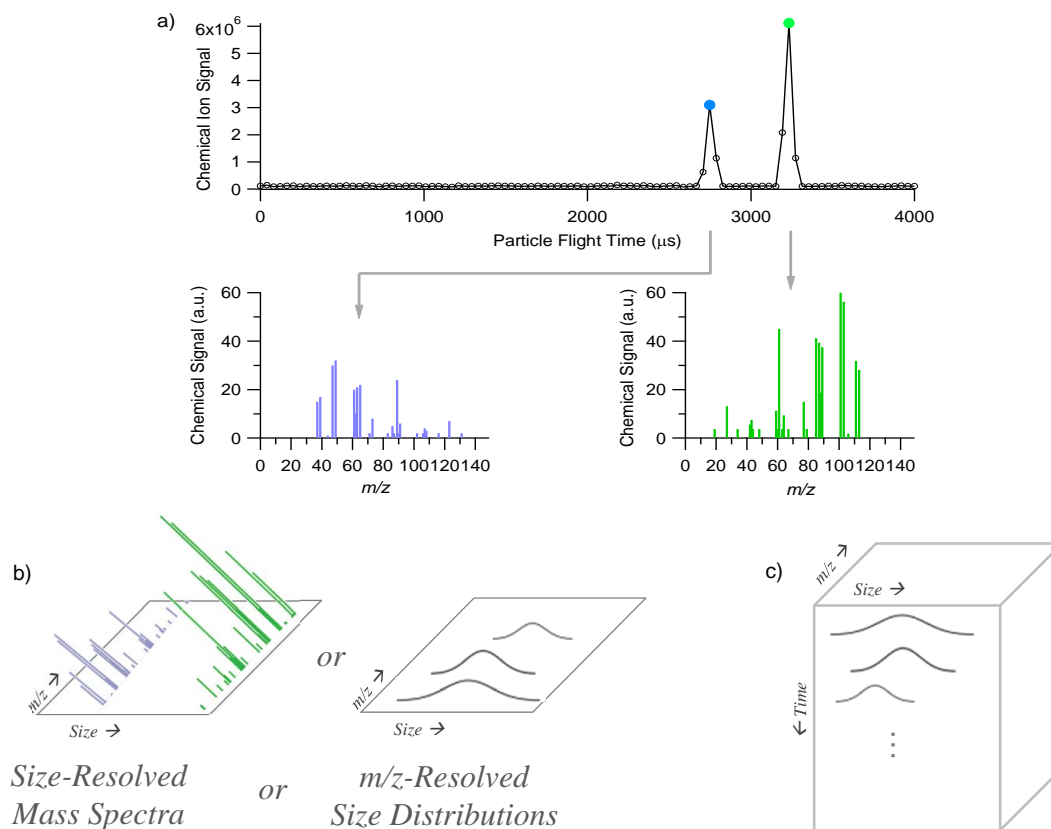 a)
6x10⁶
5
4
3
2
1
0
Chemical Ion Signal
0 1000 2000 3000 4000
Particle Flight Time (μs)
60
40
20
0
Chemical Signal (a.u.)
0 20 40 60 80 100 120 140
m/z
60
40
20
0
Chemical Signal (a.u.)
0 20 40 60 80 100 120 140
m/z
b)
m/z →
Size →
or
m/z →
Size →
Size-Resolved
Mass Spectra
or
m/z-Resolved
Size Distributions
c)
m/z →
Size →
← Time